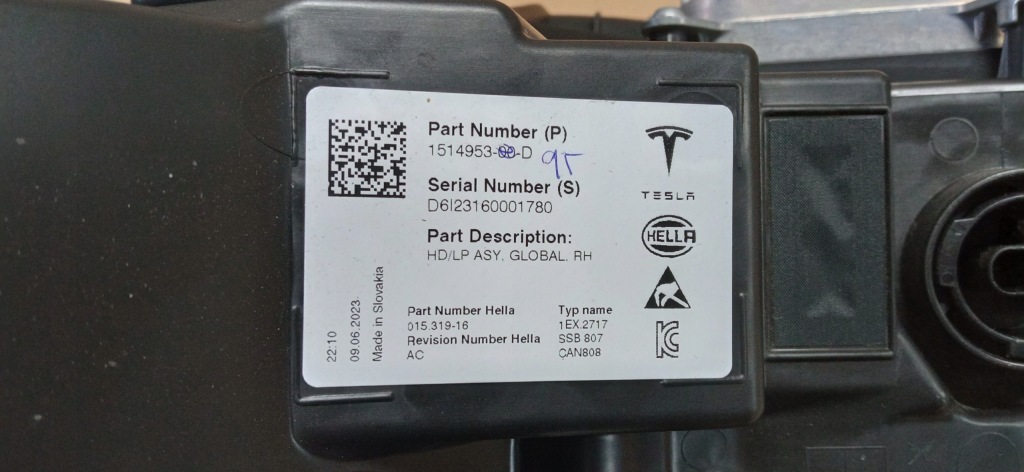 Part Number (P)
1514953-00-D
95
Serial Number (S)
D6I23160001780
Part Description:
HD/LP ASY, GLOBAL, RH
TESLA
HELLA
22:10
09.06.2023
Made in Slovakia
Part Number Hella
015.319-16
Revision Number Hella
AC
Typ name
1EX.2717
SSB 807
CAN808